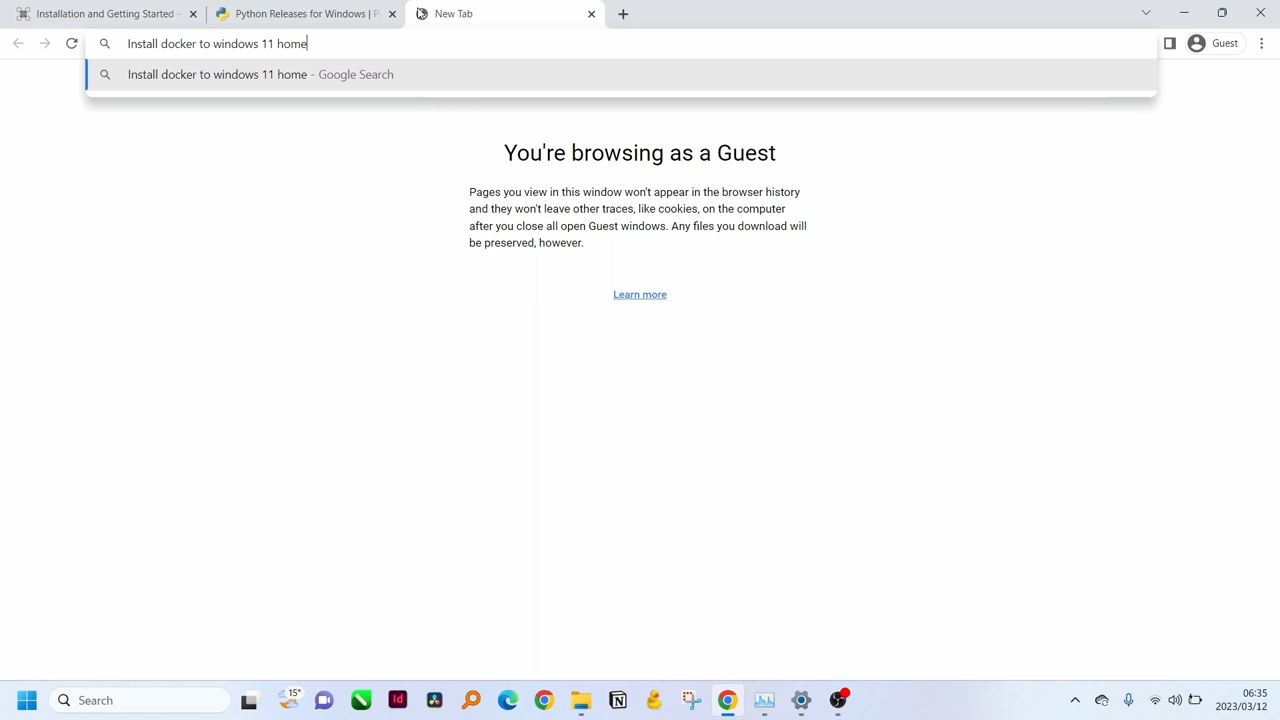 Installation and Getting Started -
Python Releases for Windows | Py
New Tab
Install docker to windows 11 home
Guest
Install docker to windows 11 home - Google Search
You're browsing as a Guest
Pages you view in this window won't appear in the browser history
and they won't leave other traces, like cookies, on the computer
after you close all open Guest windows. Any files you download will
be preserved, however.
Learn more
Search
15°
Id
06:35
2023/03/12